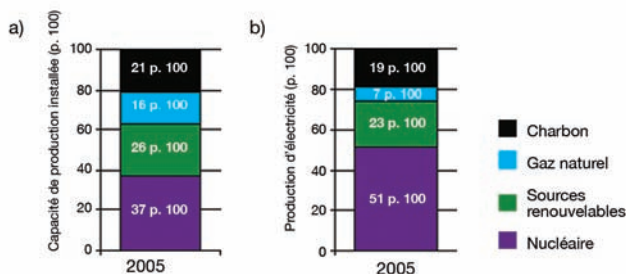 a)
Capacité de production installée (p. 100)
100
80
60
40
20
0
21 p. 100
16 p. 100
26 p. 100
37 p. 100
2005
b)
Production d'électricité (p. 100)
100
80
60
40
20
0
19 p. 100
7 p. 100
23 p. 100
51 p. 100
2005
Charbon
Gaz naturel
Sources
renouvelables
Nucléaire